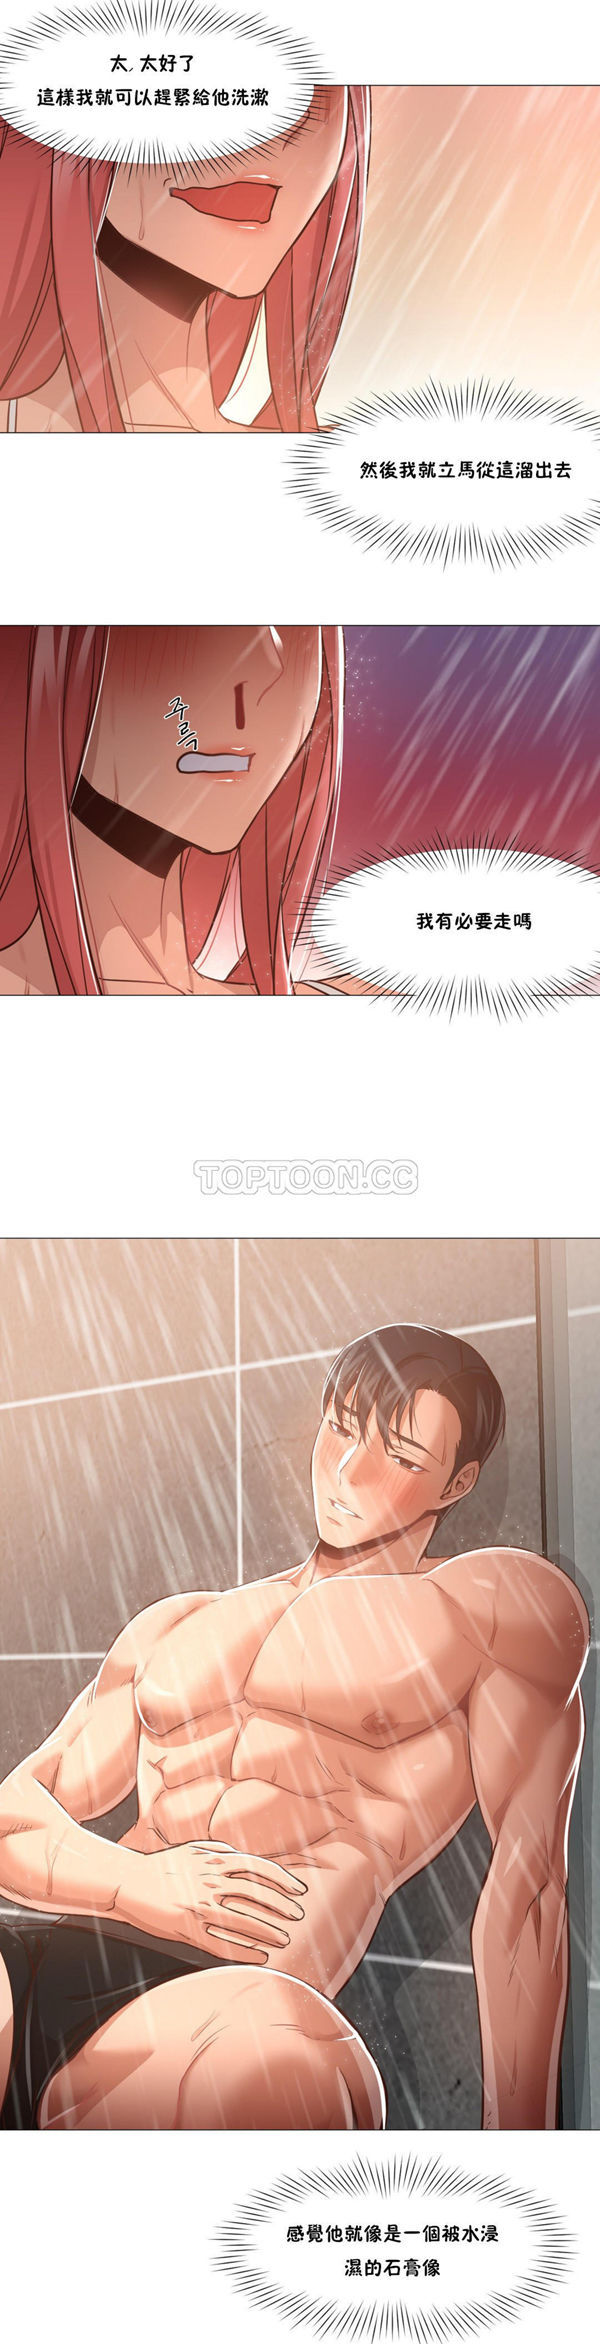 太, 太好了
這樣我就可以趕緊給他洗漱
然後我就立馬從這溜出去
주륵
我有必要走嗎
TOPTOON.CC
感覺他就像是一個被水浸
濕的石膏像